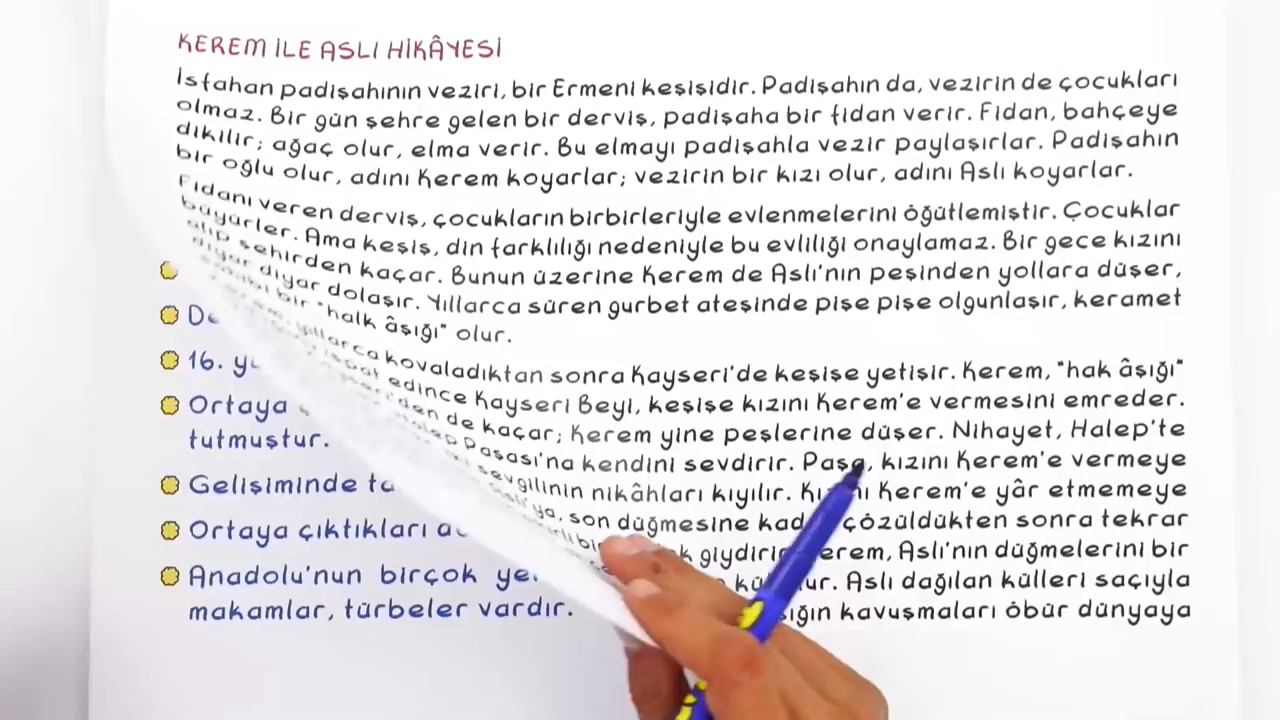 KEREM İLE ASLI HİKÂYESİ
İsfahan padişahının veziri, bir Ermeni keşişidir. Padişahın da, vezirin de çocukları
olmaz. Bir gün şehre gelen bir derviş, padişaha bir fidan verir. Fidan, bahçeye
dikilir; ağaç olur, elma verir. Bu elmayı padişahla vezir paylaşırlar. Padişahın
bir oğlu olur, adını Kerem koyarlar; vezirin bir kızı olur, adını Aslı koyarlar.
Fidanı veren derviş, çocukların birbirleriyle evlenmelerini öğütlemiştir. Çocuklar
büyürler. Ama keşiş, din farklılığı nedeniyle bu evliliği onaylamaz. Bir gece kızını
alıp şehirden kaçar. Bunun üzerine Kerem de Aslı'nın peşinden yollara düşer,
diyar diyar dolaşır. Yıllarca süren gurbet ateşinde pişe pişe olgunlaşır, keramet
bir "halk âşığı" olur.
yıllarca kovaladıktan sonra Kayseri'de keşişe yetişir. Kerem, "hak âşığı"
edince Kayseri Beyi, keşişe kızını Kerem'e vermesini emreder.
den de kaçar; Kerem yine peşlerine düşer. Nihayet, Halep'te
Paşası'na kendini sevdirir. Paşa, kızını Kerem'e vermeye
sevgilinin nikâhları kıyılır. Kerem'e yâr etmemeye
son düğmesine çözüldükten sonra tekrar
giydirir. Kerem, Aslı'nın düğmelerini bir
Aslı dağılan külleri saçıyla
kavuşmaları öbür dünyaya
16.
Ortaya
tutmuştur.
Gelişiminde
Ortaya çıktıkları
Anadolu'nun birçok
makamlar, türbeler vardır.